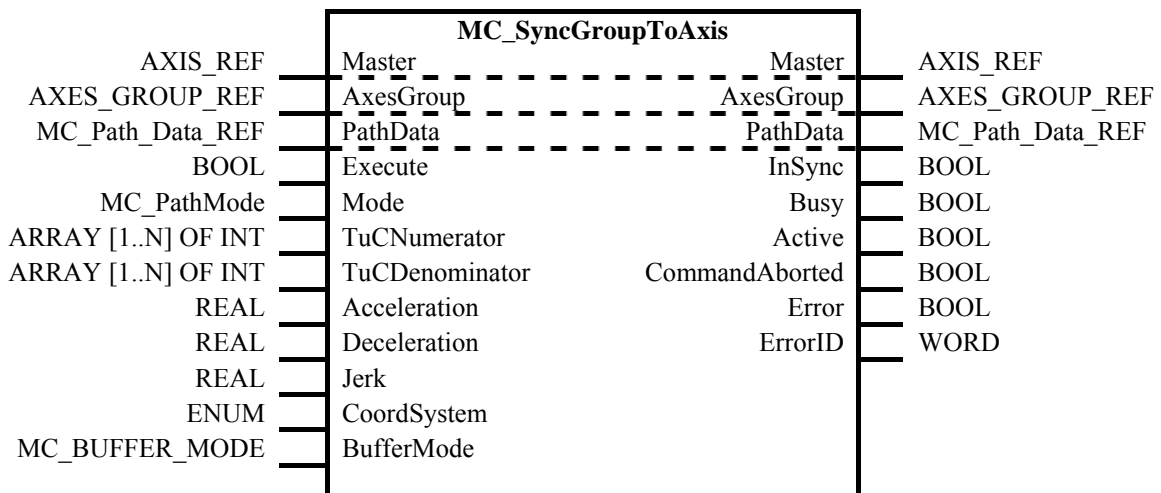 MC_SyncGroupToAxis
AXIS_REF Master Master AXIS_REF
AXES_GROUP_REF AxesGroup AxesGroup AXES_GROUP_REF
MC_Path_Data_REF PathData PathData MC_Path_Data_REF
BOOL Execute InSync BOOL
MC_PathMode Mode Busy BOOL
ARRAY [1..N] OF INT TuCNumerator Active BOOL
ARRAY [1..N] OF INT TuCDenominator CommandAborted BOOL
REAL Acceleration Error BOOL
REAL Deceleration ErrorID WORD
REAL Jerk
ENUM CoordSystem
MC_BUFFER_MODE BufferMode